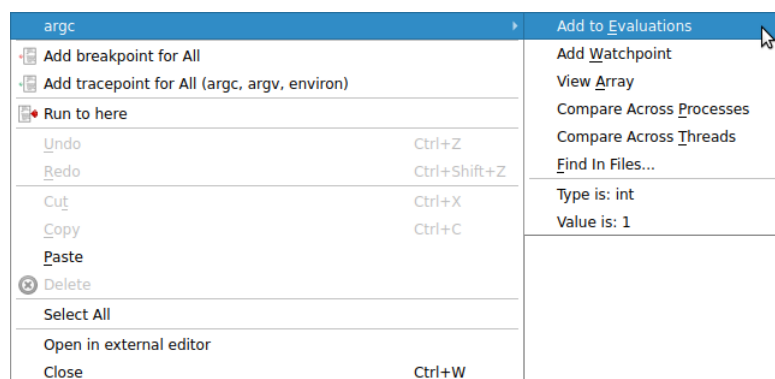 argc
Add breakpoint for All
Add tracepoint for All (argc, argv, environ)
Run to here
Undo Ctrl+Z
Redo Ctrl+Shift+Z
Cut Ctrl+X
Copy Ctrl+C
Paste
Delete
Select All
Open in external editor
Close Ctrl+W
Add to Evaluations
Add Watchpoint
View Array
Compare Across Processes
Compare Across Threads
Find In Files...
Type is: int
Value is: 1